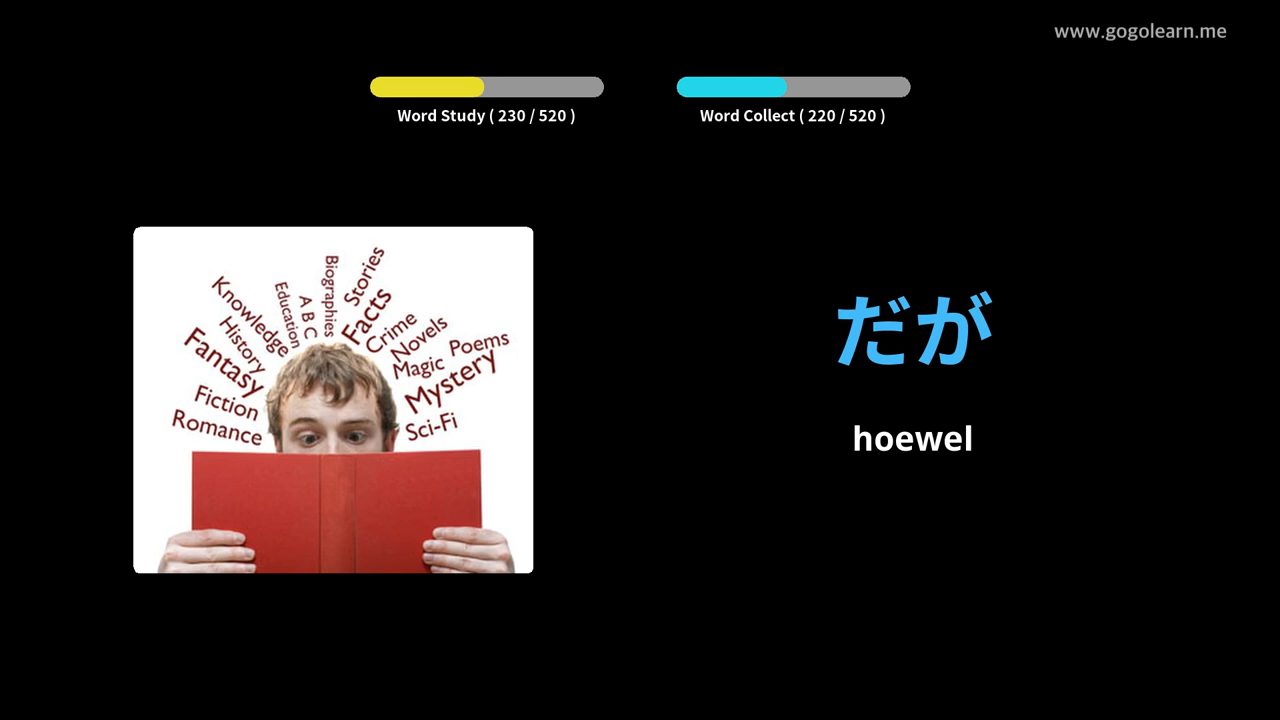 www.gogolearn.me
Word Study ( 230 / 520 )
Word Collect ( 220 / 520 )
Knowledge
Education
A B C
Biographies
Stories
Facts
Crime
Novels
Poems
Magic
Mystery
Sci-Fi
History
Fantasy
Fiction
Romance
だが
hoewel